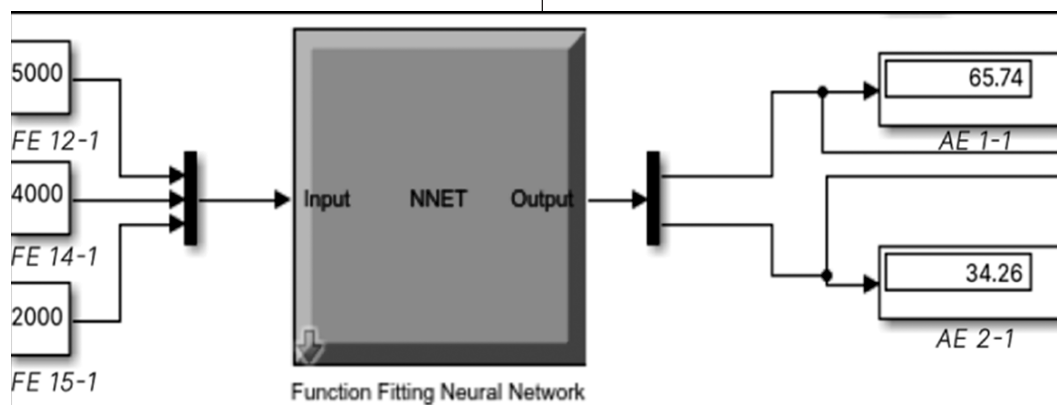 5000
FE 12-1
4000
FE 14-1
2000
FE 15-1
Input NNET Output
Function Fitting Neural Network
65.74
AE 1-1
34.26
AE 2-1